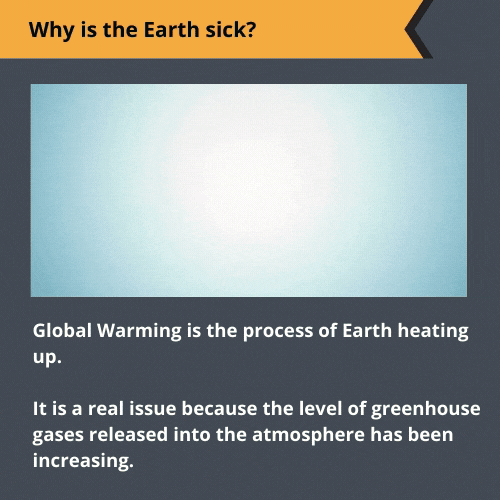 Why is the Earth sick?
Global Warming is the process of Earth heating
up.
It is a real issue because the level of greenhouse
gases released into the atmosphere has been
increasing.